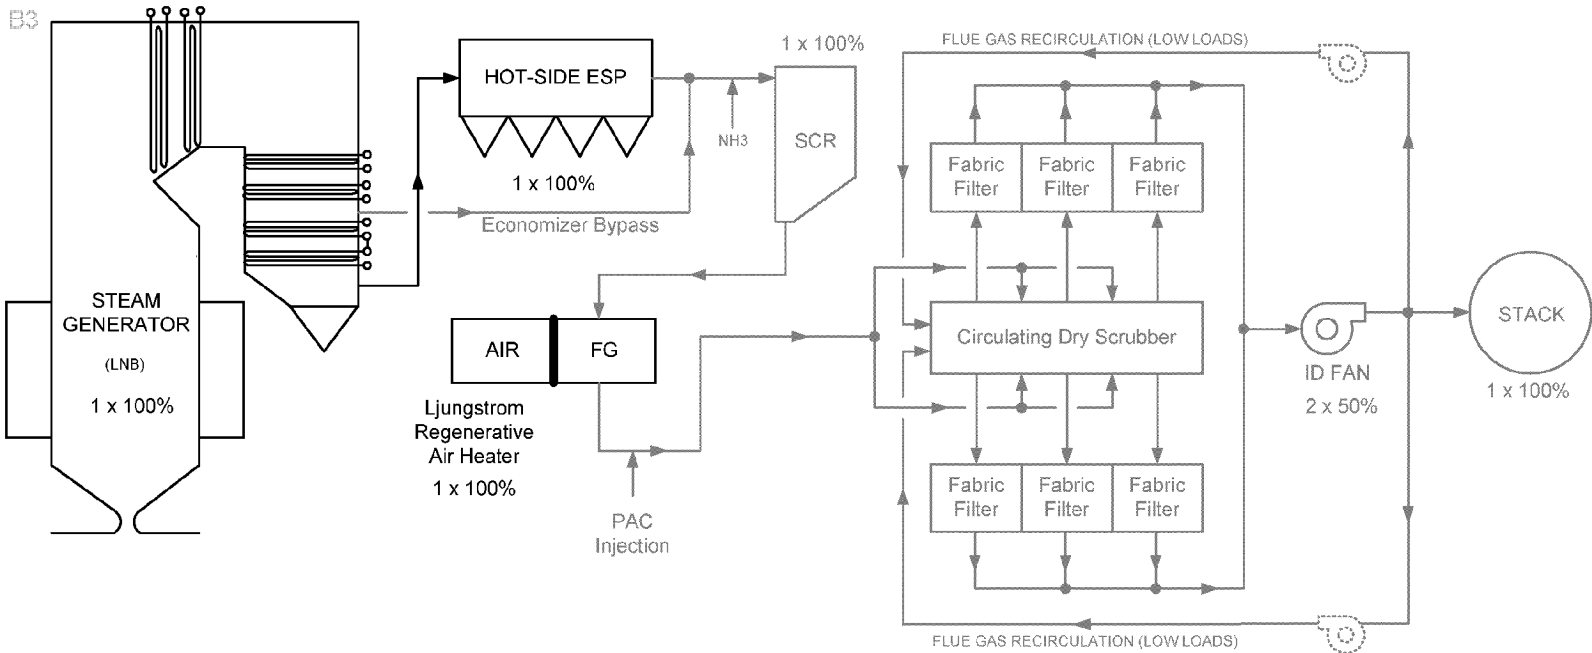 B3
FLUE GAS RECIRCULATION (LOW LOADS)
1 x 100%
HOT-SIDE ESP
NH3
SCR
1 x 100%
Economizer Bypass
Fabric
Filter
Fabric
Filter
Fabric
Filter
STEAM
GENERATOR
(LNB)
1 x 100%
AIR
FG
Ljungstrom
Regenerative
Air Heater
1 x 100%
PAC
Injection
Circulating Dry Scrubber
ID FAN
2 x 50%
STACK
1 x 100%
Fabric
Filter
Fabric
Filter
Fabric
Filter
FLUE GAS RECIRCULATION (LOW LOADS)